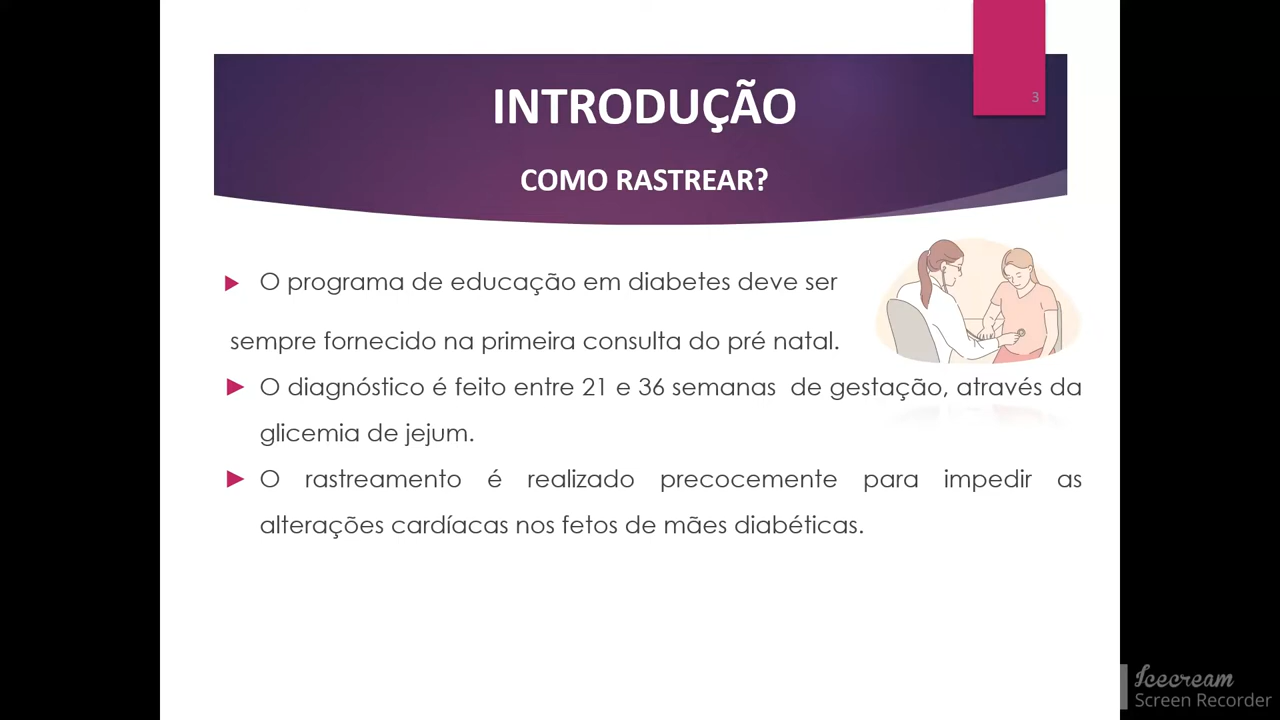 3
INTRODUÇÃO
COMO RASTREAR?
O programa de educação em diabetes deve ser
sempre fornecido na primeira consulta do pré natal.
O diagnóstico é feito entre 21 e 36 semanas de gestação, através da
glicemia de jejum.
O rastreamento é realizado precocemente para impedir as
alterações cardíacas nos fetos de mães diabéticas.
Icecream
Screen Recorder